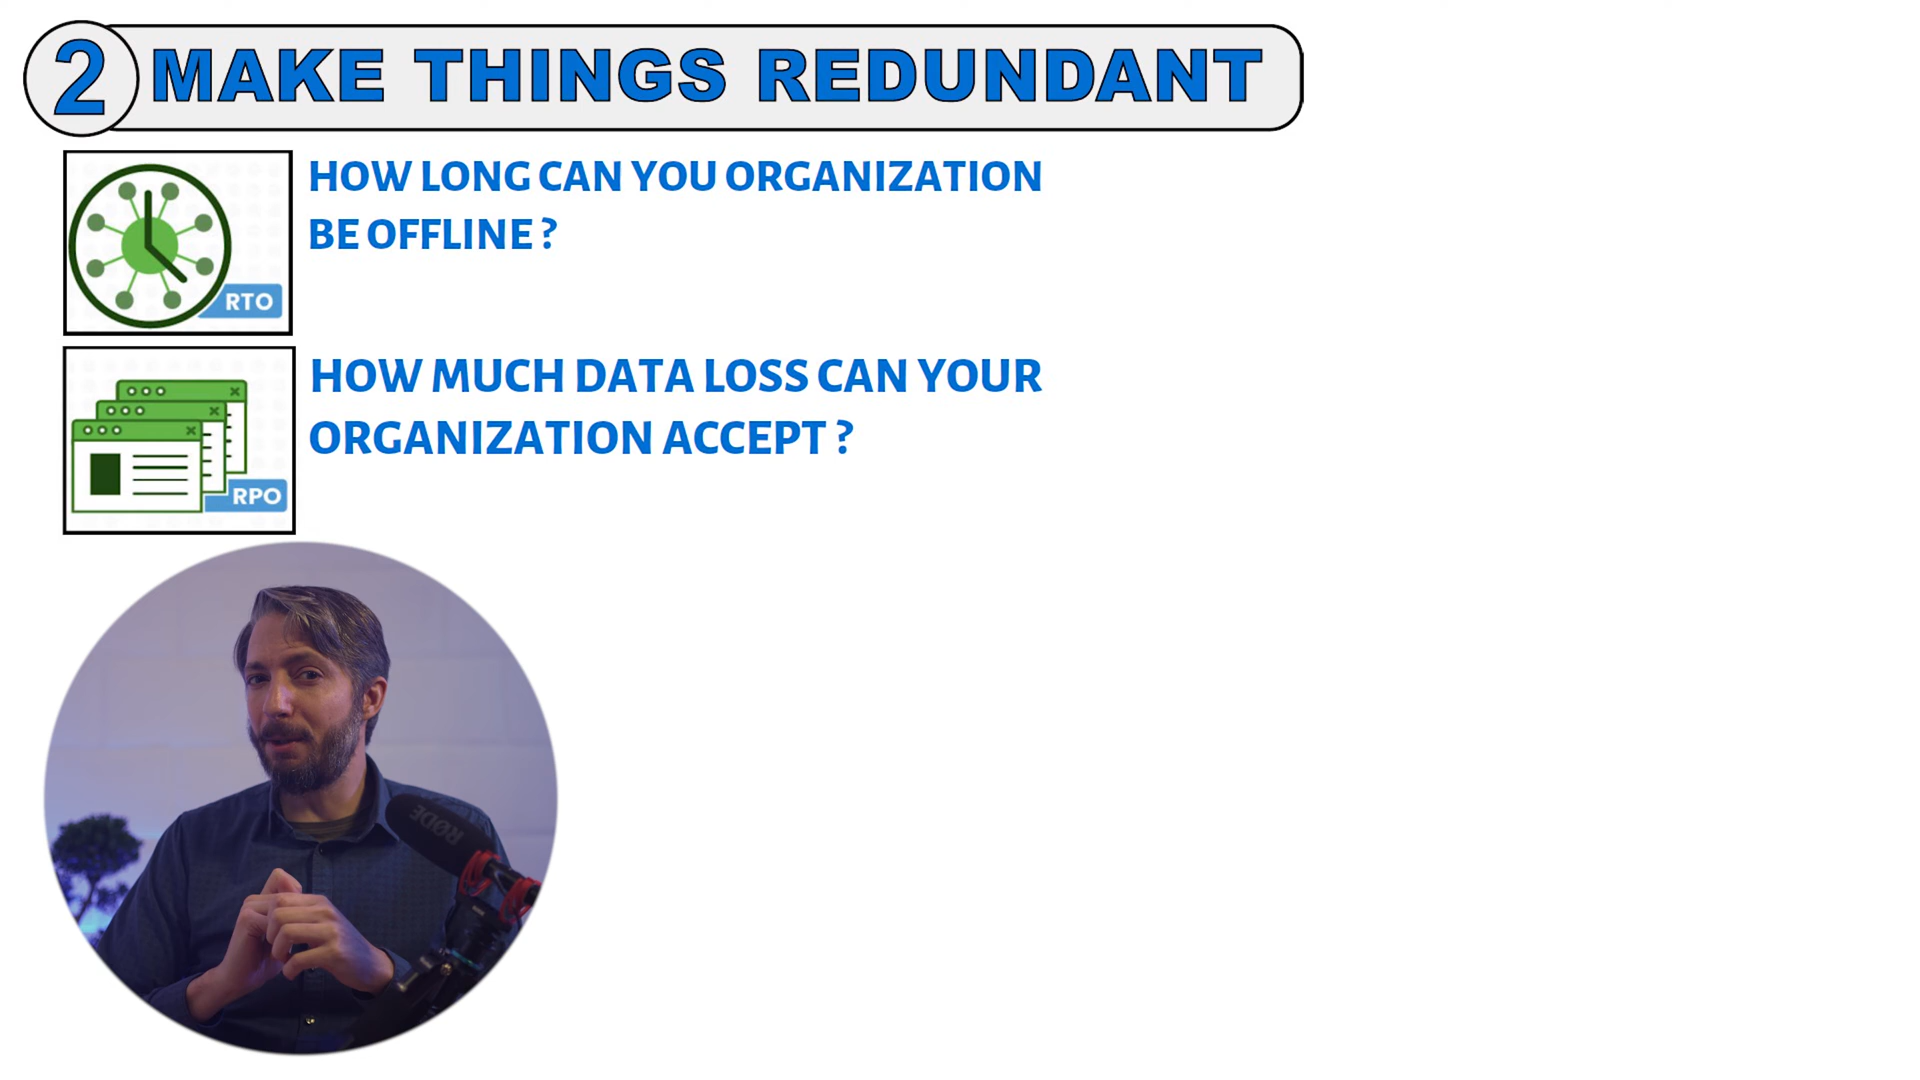 2 MAKE THINGS REDUNDANT
HOW LONG CAN YOU ORGANIZATION
BE OFFLINE ?
RTO
HOW MUCH DATA LOSS CAN YOUR
ORGANIZATION ACCEPT ?
RPO
RØDE